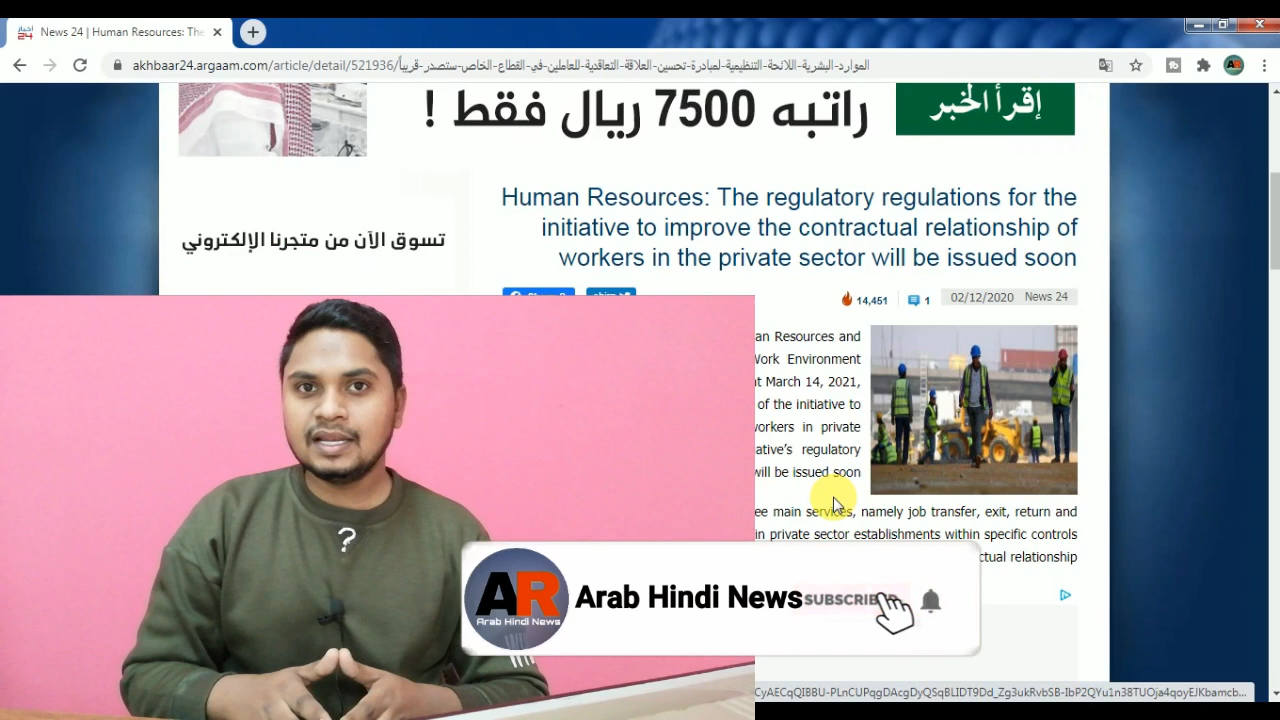 News 24 | Human Resources: The
akhbaar24.argaam.com/article/detail/521936/الموارد-البشرية-اللائحة-التنظيمية-لمبادرة-تحسين-العلاقة-التعاقدية-للعاملين-في-القطاع-الخاص-ستصدر-قريباً
راتبه 7500 ريال فقط !
إقرأ الخبر
Human Resources: The regulatory regulations for the
initiative to improve the contractual relationship of
workers in the private sector will be issued soon
تسوق الآن من متجرنا الإلكتروني
14,451 1 02/12/2020 News 24
an Resources and
Work Environment
t March 14, 2021,
of the initiative to
orkers in private
ative's regulatory
will be issued soon
ee main services, namely job transfer, exit, return and
in private sector establishments within specific controls
ctual relationship
?
AR
Arab Hindi News
Arab Hindi News
SUBSCRIBE